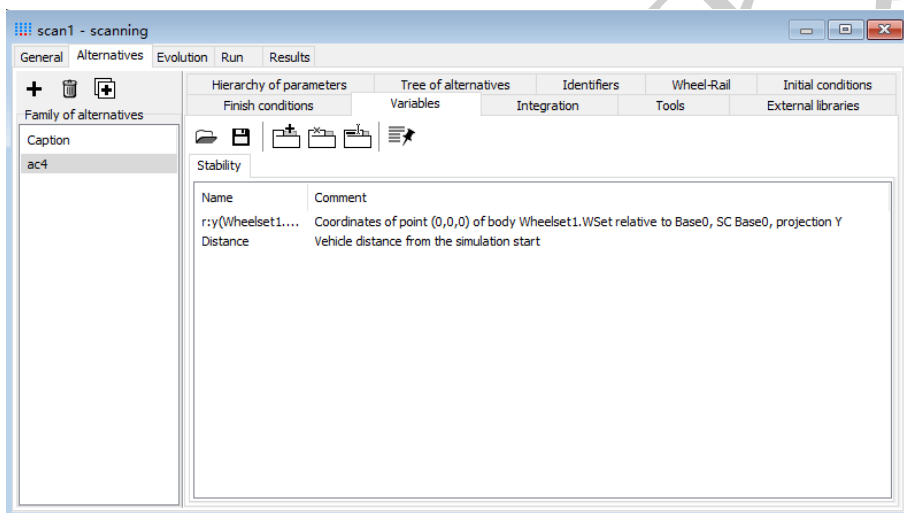 scan1 - scanning
General Alternatives Evolution Run Results
Hierarchy of parameters Tree of alternatives Identifiers Wheel-Rail Initial conditions
Family of alternatives
Finish conditions Variables Integration Tools External libraries
Caption
ac4
Stability
Name Comment
r:y(Wheelset1.... Coordinates of point (0,0,0) of body Wheelset1.WSet relative to Base0, SC Base0, projection Y
Distance Vehicle distance from the simulation start